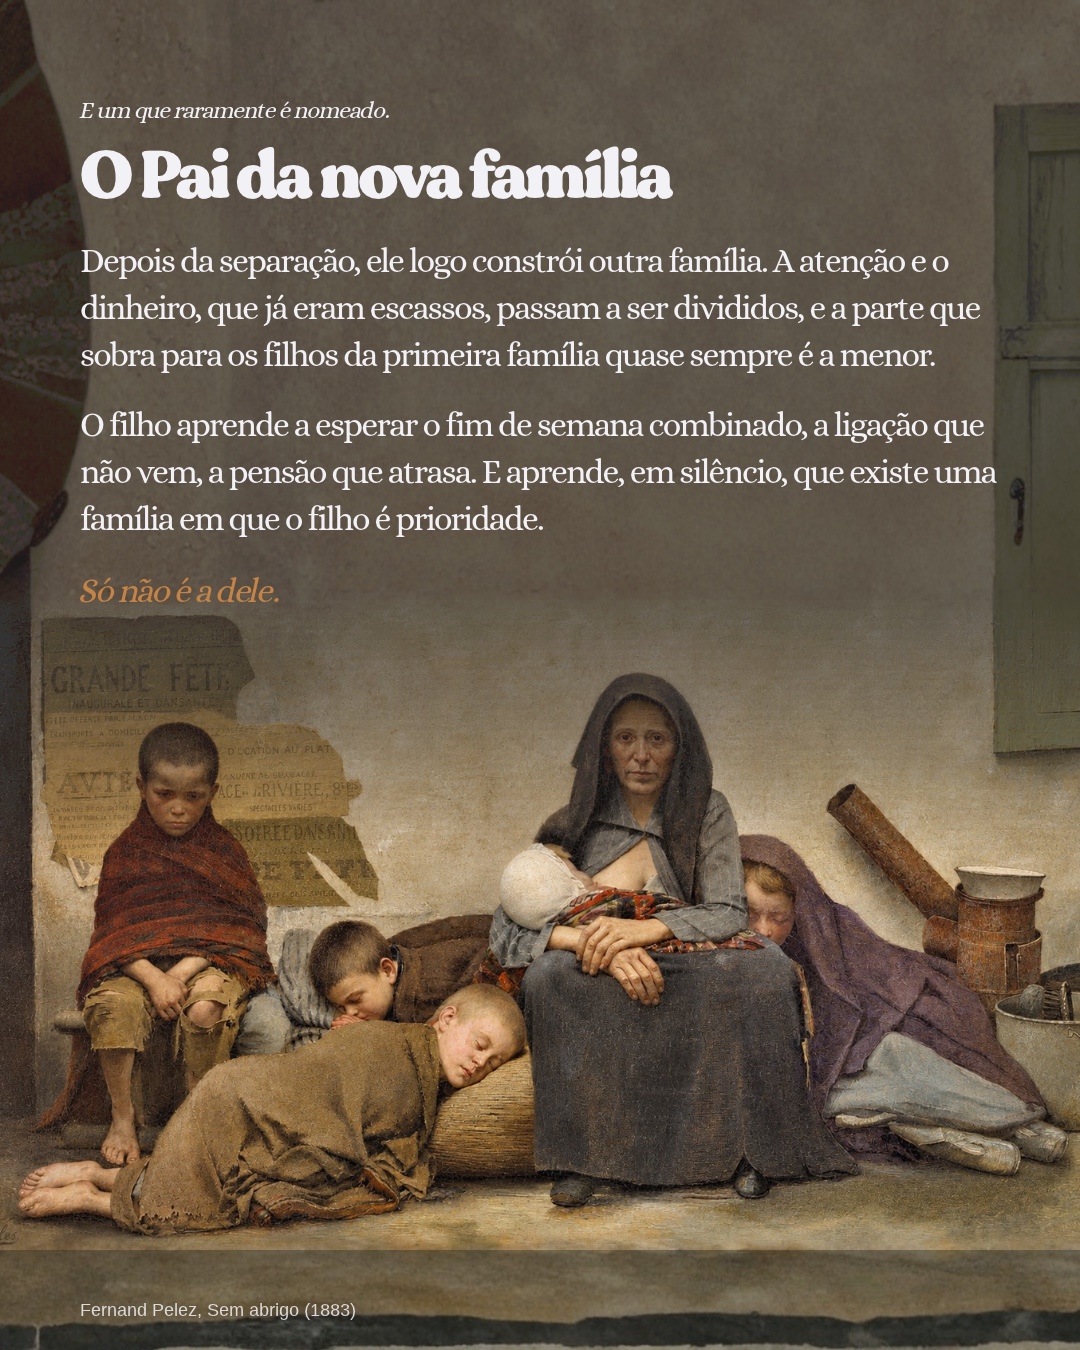 E um que raramente é nomeado.
O Pai da nova família
Depois da separação, ele logo constrói outra família. A atenção e o
dinheiro, que já eram escassos, passam a ser divididos, e a parte que
sobra para os filhos da primeira família quase sempre é a menor.
O filho aprende a esperar o fim de semana combinado, a ligação que
não vem, a pensão que atrasa. E aprende, em silêncio, que existe uma
família em que o filho é prioridade.
Só não é a dele.
GRANDE FÊTE
INAUGURALE ET DANSANTE
Fernand Pelez, Sem abrigo (1883)